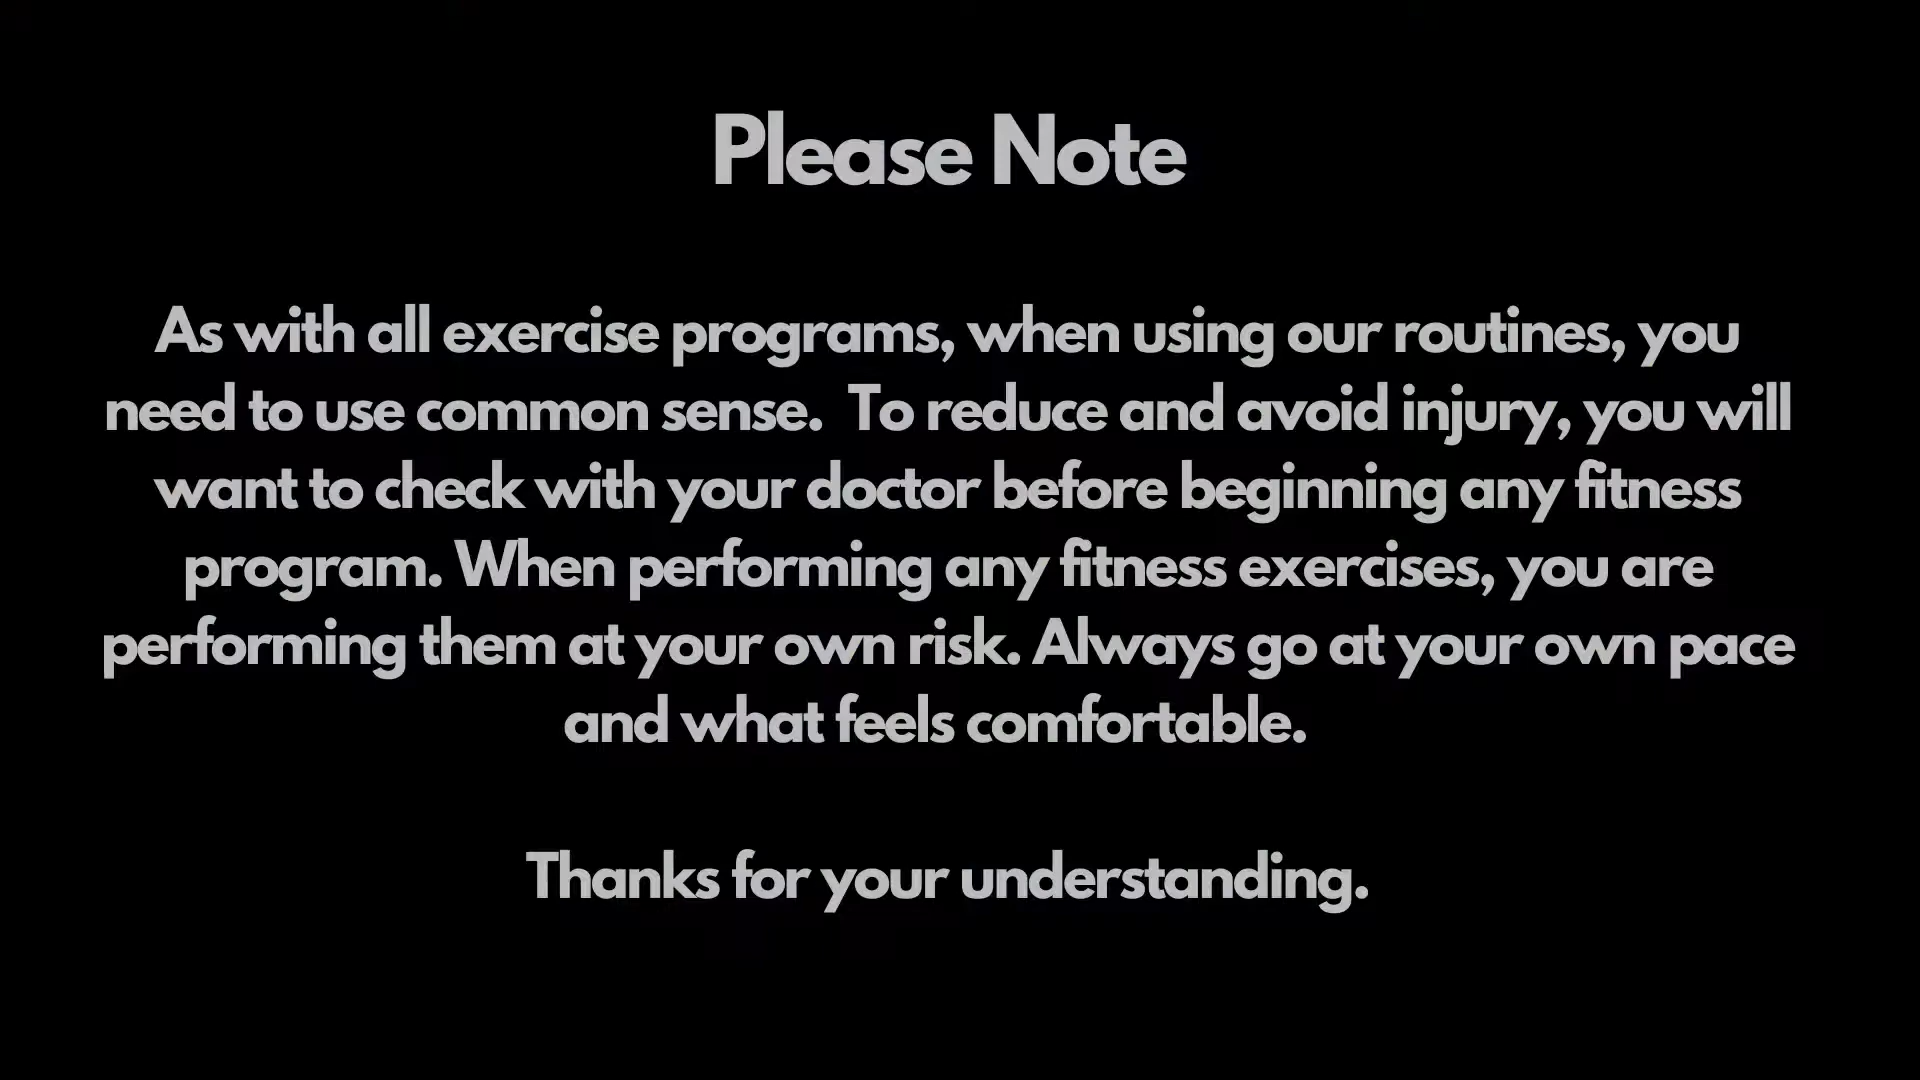 Please Note
As with all exercise programs, when using our routines, you
need to use common sense.  To reduce and avoid injury, you will
want to check with your doctor before beginning any fitness
program. When performing any fitness exercises, you are
performing them at your own risk. Always go at your own pace
and what feels comfortable.
Thanks for your understanding.